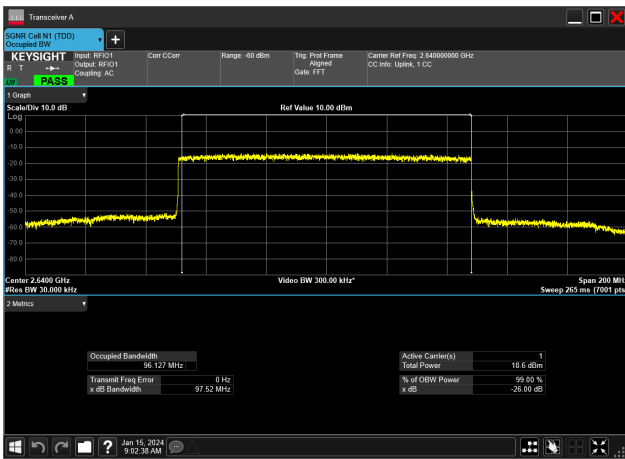 Transceiver A
5GNR Cell N1 (TDD)
Occupied BW
KEYSIGHT
R T
PASS
Input: RFIO1
Output: RFIO1
Coupling: AC
Corr CCorr
Range: -60 dBm
Trig: Prot Frame
Aligned
Gate: FFT
Carrier Ref Freq: 2.640000000 GHz
CC Info: Uplink, 1 CC
1 Graph
Scale/Div 10.0 dB
Ref Value 10.00 dBm
Log
0.00
-10.0
-20.0
-30.0
-40.0
-50.0
-60.0
-70.0
-80.0
Center 2.6400 GHz
Video BW 300.00 kHz*
Span 200 MHz
#Res BW 30.000 kHz
Sweep 265 ms (7001 pts
2 Metrics
Occupied Bandwidth
96.127 MHz
Active Carrier(s) 1
Total Power 18.6 dBm
Transmit Freq Error 0 Hz
x dB Bandwidth 97.52 MHz
% of OBW Power 99.00 %
x dB -26.00 dB
?
Jan 15, 2024
9:02:38 AM